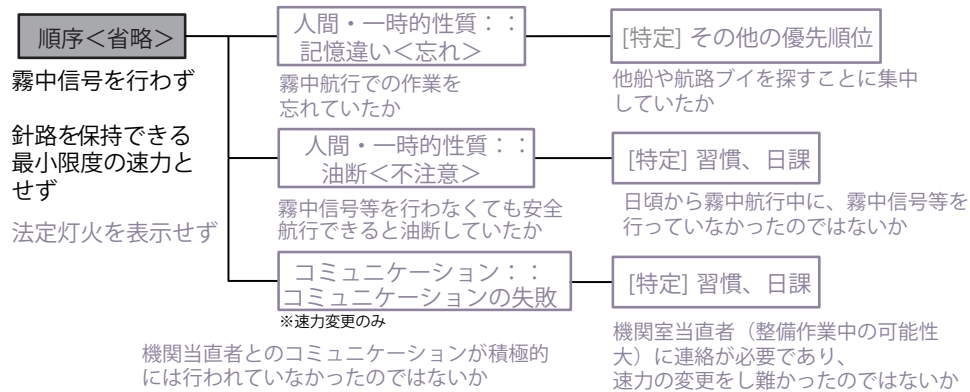 順序＜省略＞
霧中信号を行わず
針路を保持できる
最小限度の速力と
せず
法定灯火を表示せず
人間・一時的性質：：
記憶違い＜忘れ＞
霧中航行での作業を
忘れていたか
[特定] その他の優先順位
他船や航路ブイを探すことに集中
していたか
人間・一時的性質：：
油断＜不注意＞
霧中信号等を行わなくても安全
航行できると油断していたか
[特定] 習慣、日課
日頃から霧中航行中に、霧中信号等を
行っていなかったのではないか
コミュニケーション：：
コミュニケーションの失敗
※速力変更のみ
機関当直者とのコミュニケーションが積極的
には行われていなかったのではないか
[特定] 習慣、日課
機関室当直者（整備作業中の可能性
大）に連絡が必要であり、
速力の変更をし難かったのではないか